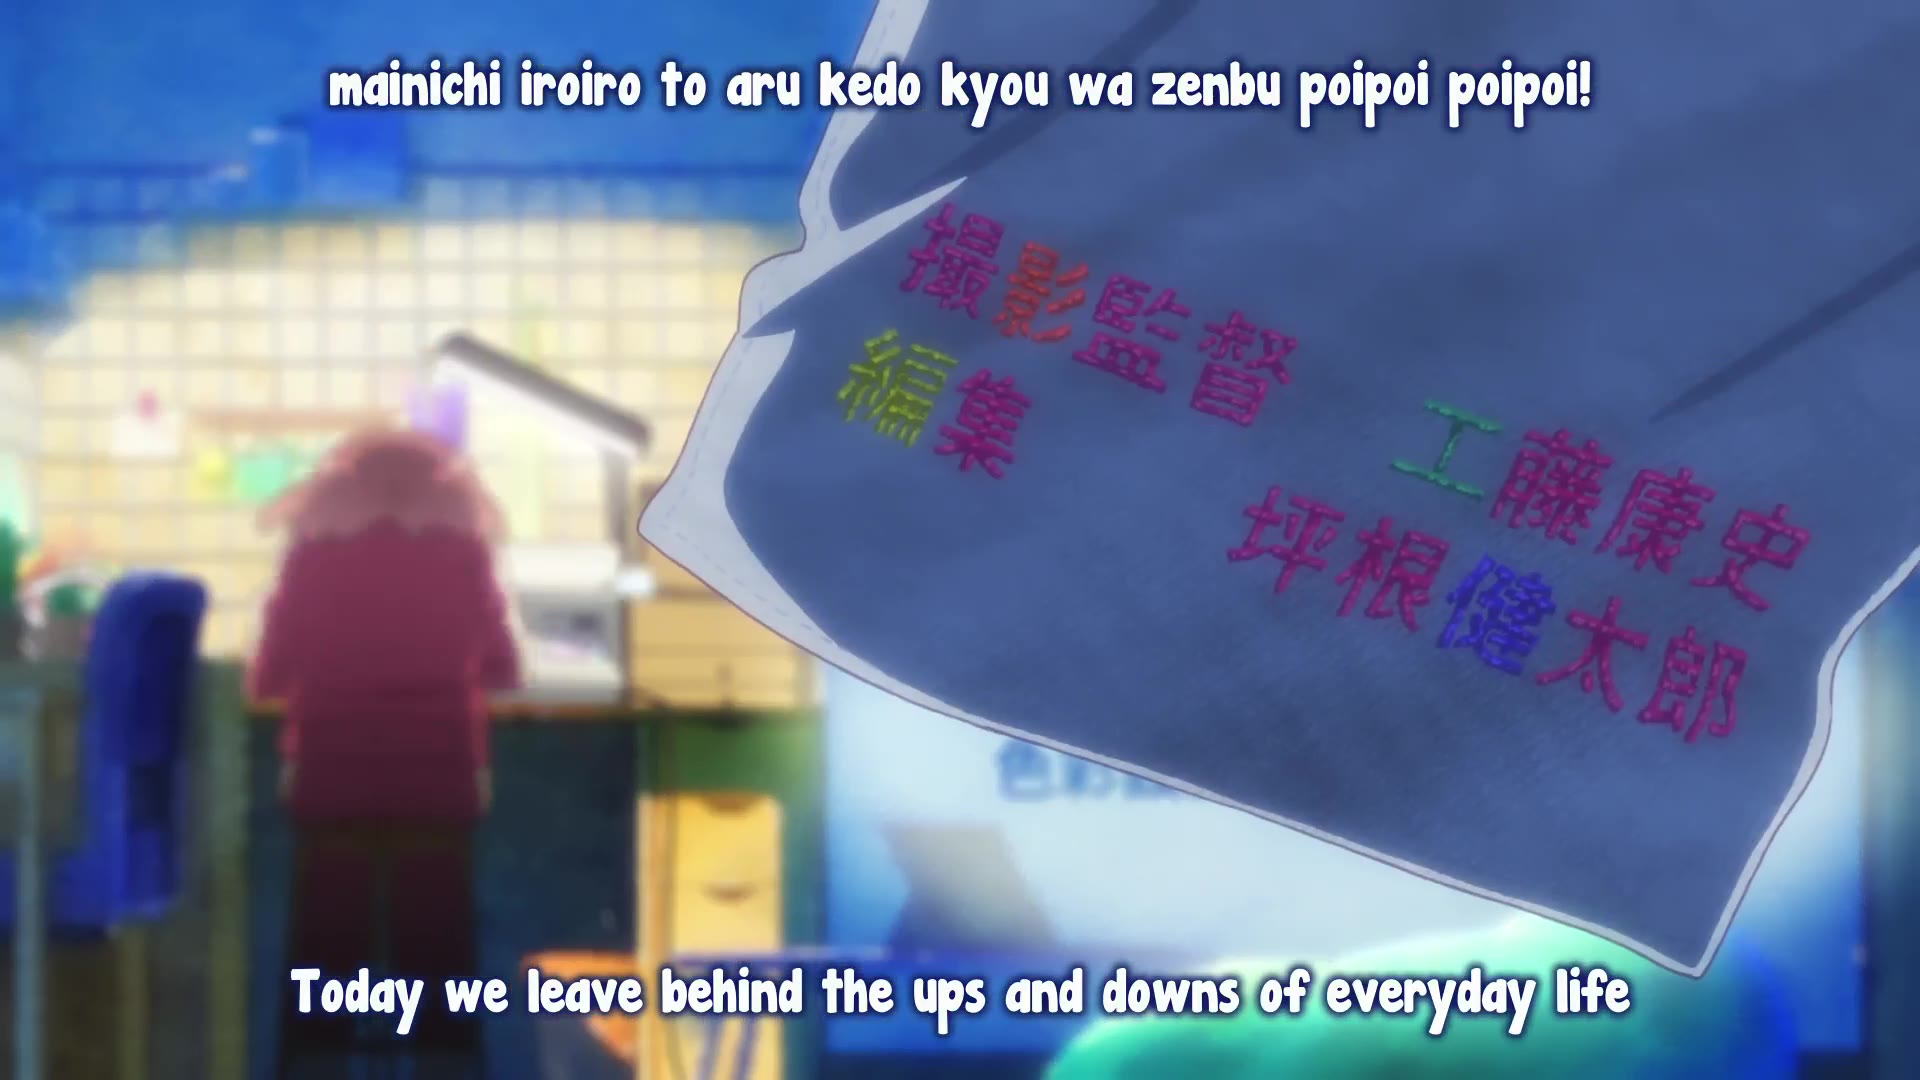 mainichi iroiro to aru kedo kyou wa zenbu poipoi poipoi!
撮影監督 工藤康史
編集 坪根健太郎
Today we leave behind the ups and downs of everyday life